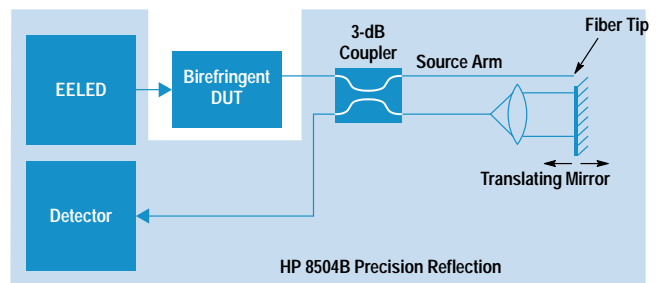 EELED
Birefringent
DUT
3-dB
Coupler
Source Arm
Fiber Tip
Translating Mirror
Detector
HP 8504B Precision Reflection